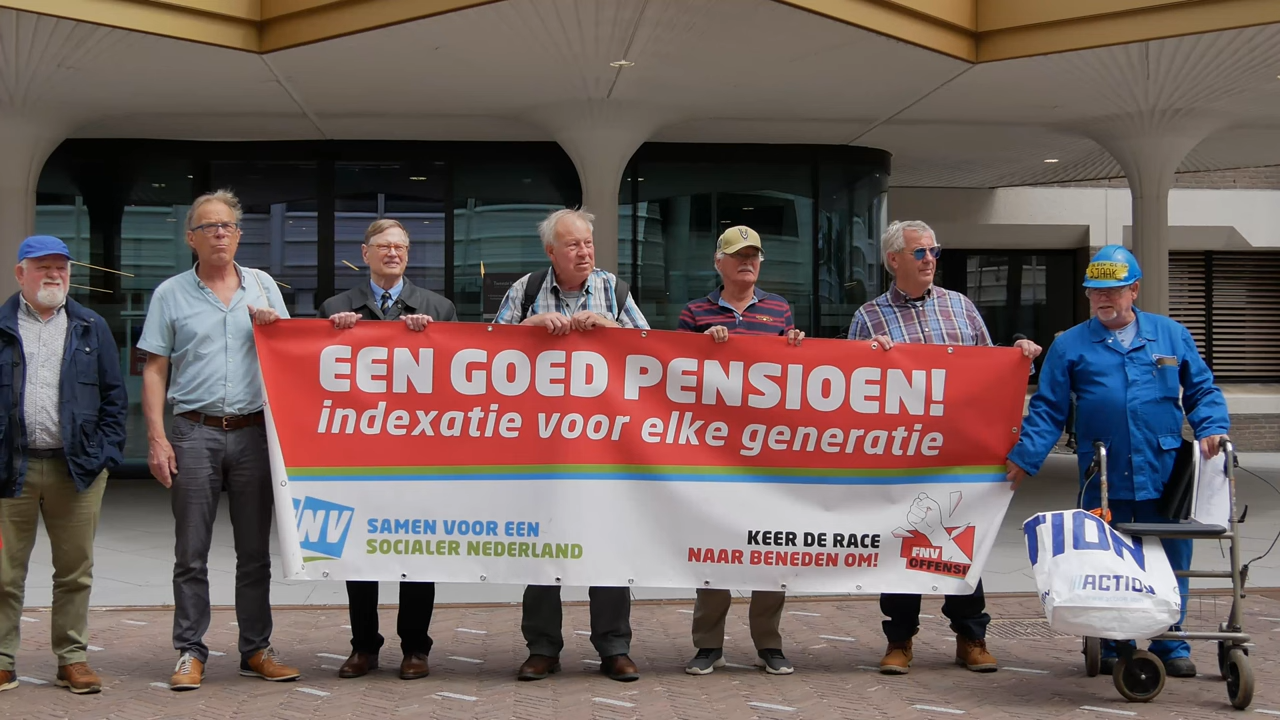 SJAAK
EEN GOED PENSIOEN!
indexatie voor elke generatie
FNV
SAMEN VOOR EEN
SOCIALER NEDERLAND
KEER DE RACE
NAAR BENEDEN OM!
FNV
OFFENSI
TION
ACTION